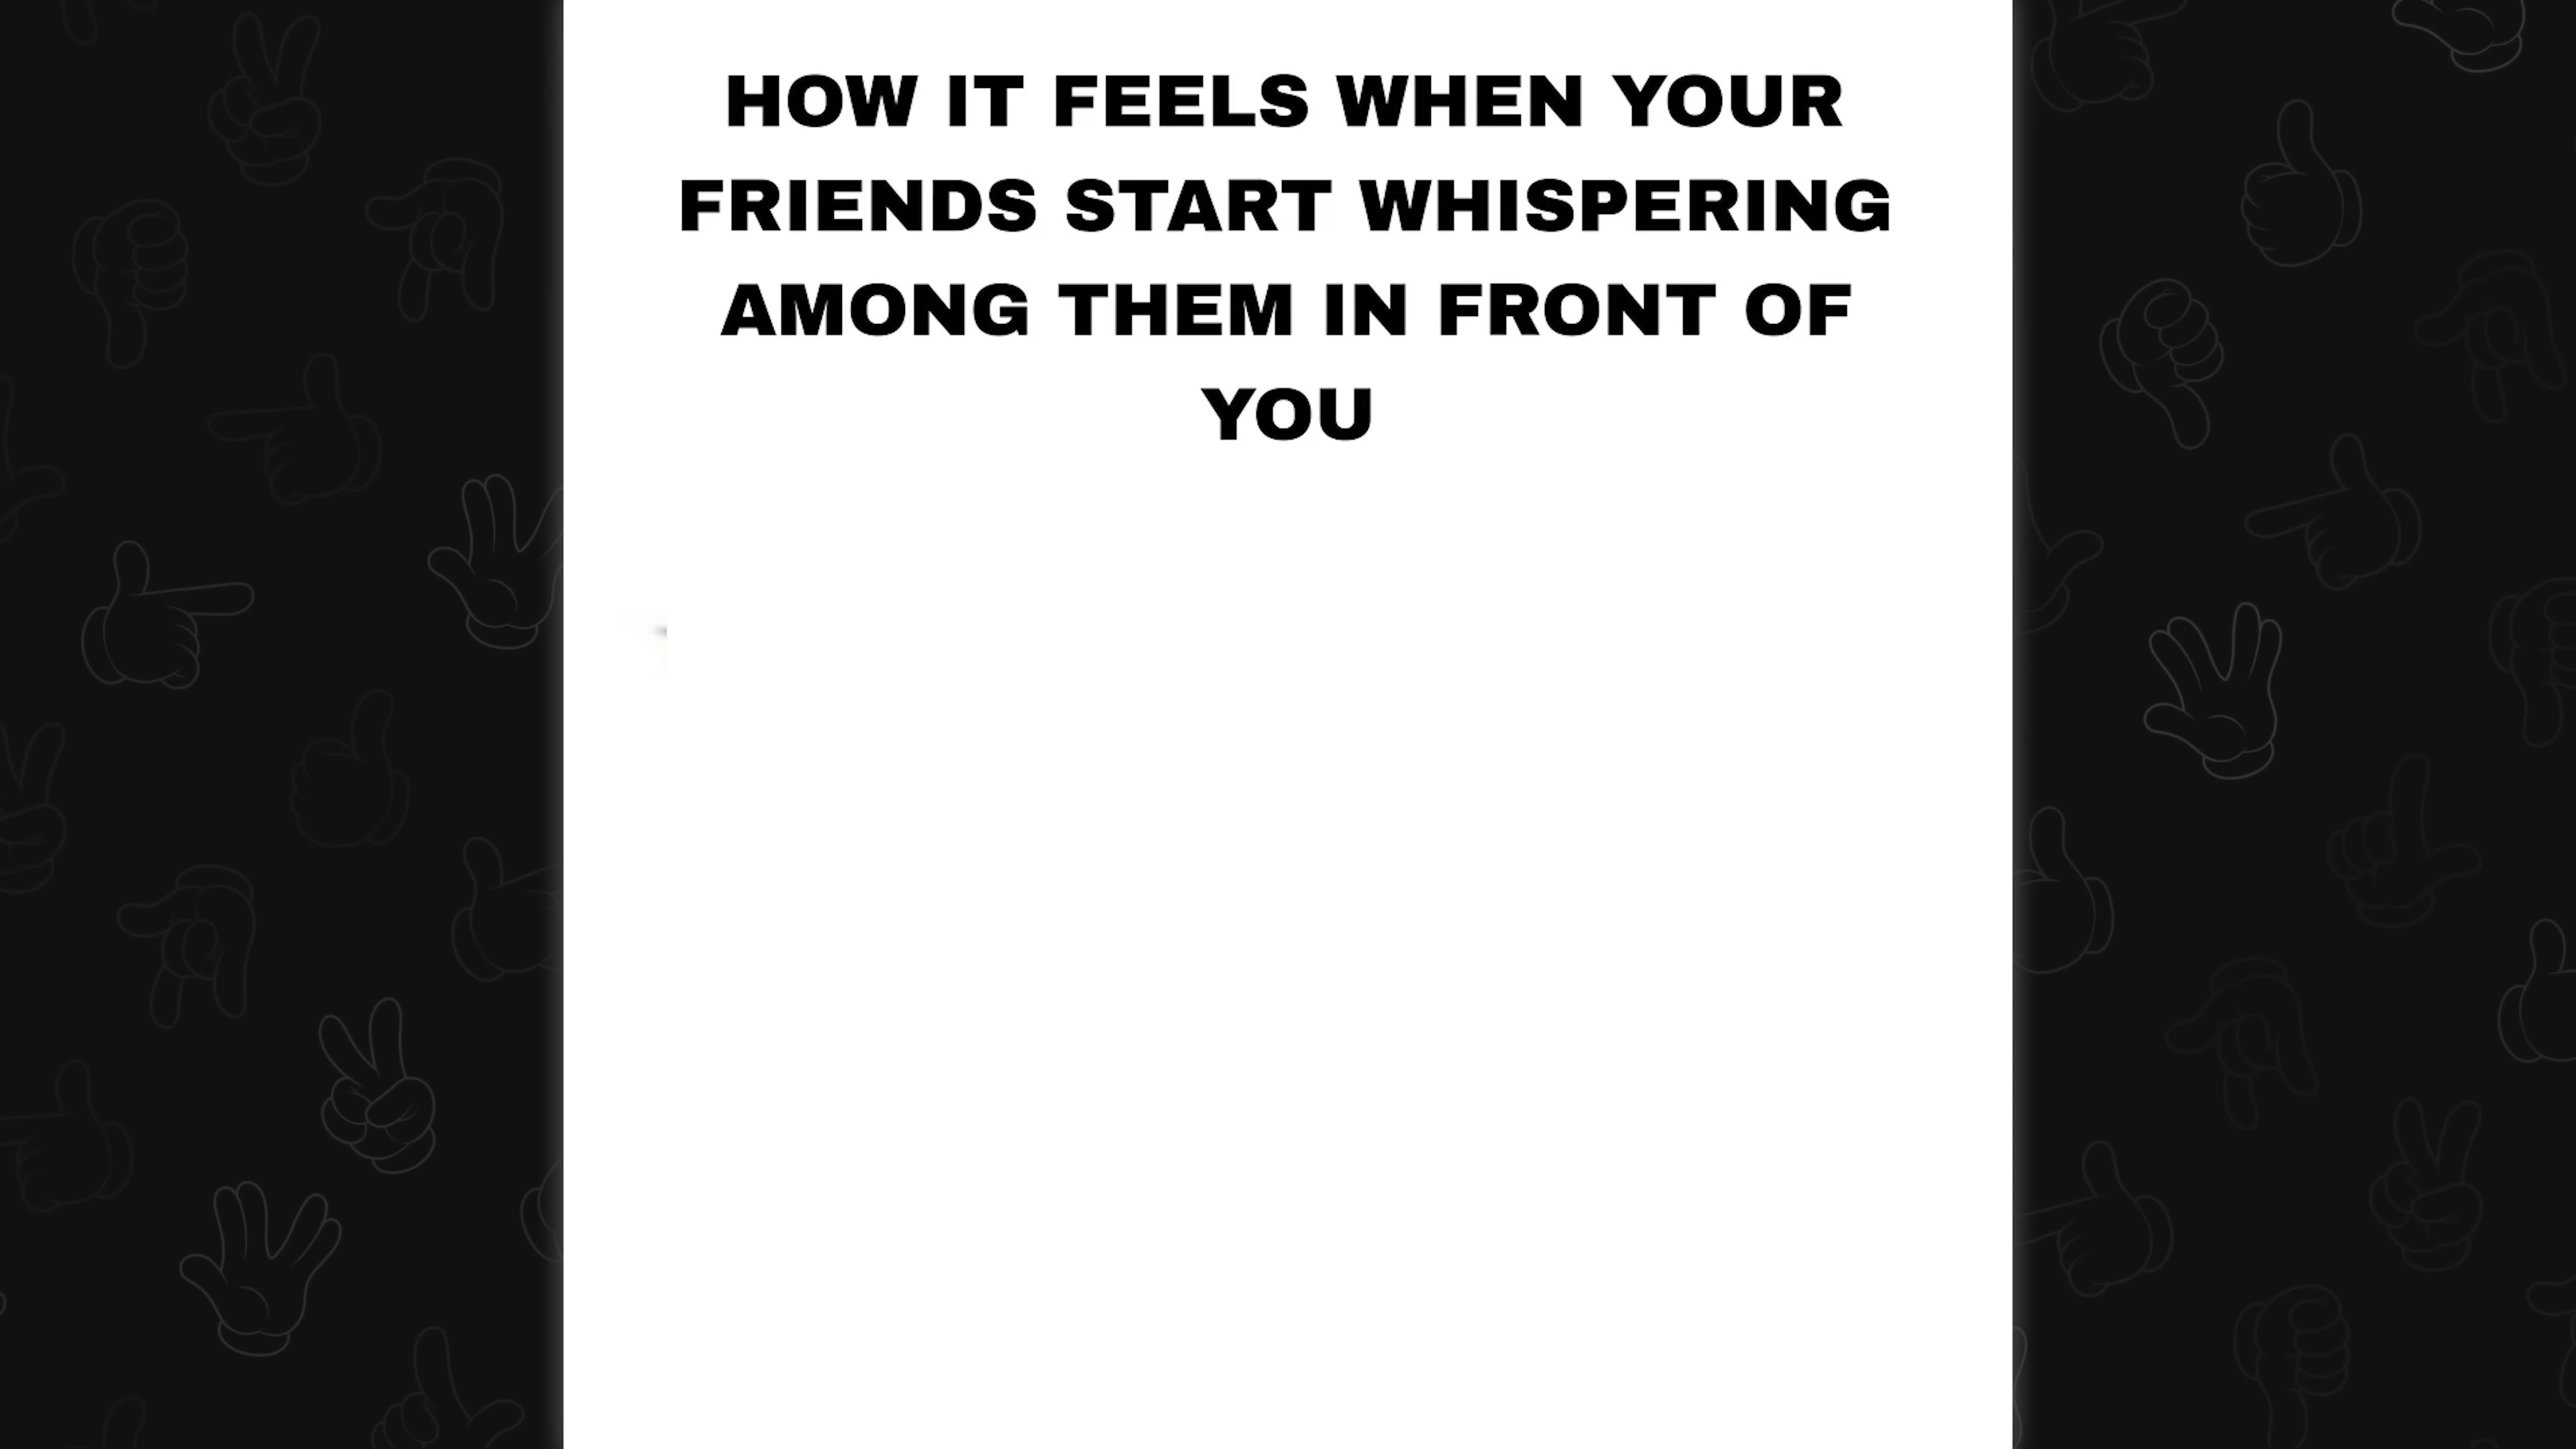 HOW IT FEELS WHEN YOUR
FRIENDS START WHISPERING
AMONG THEM IN FRONT OF
YOU